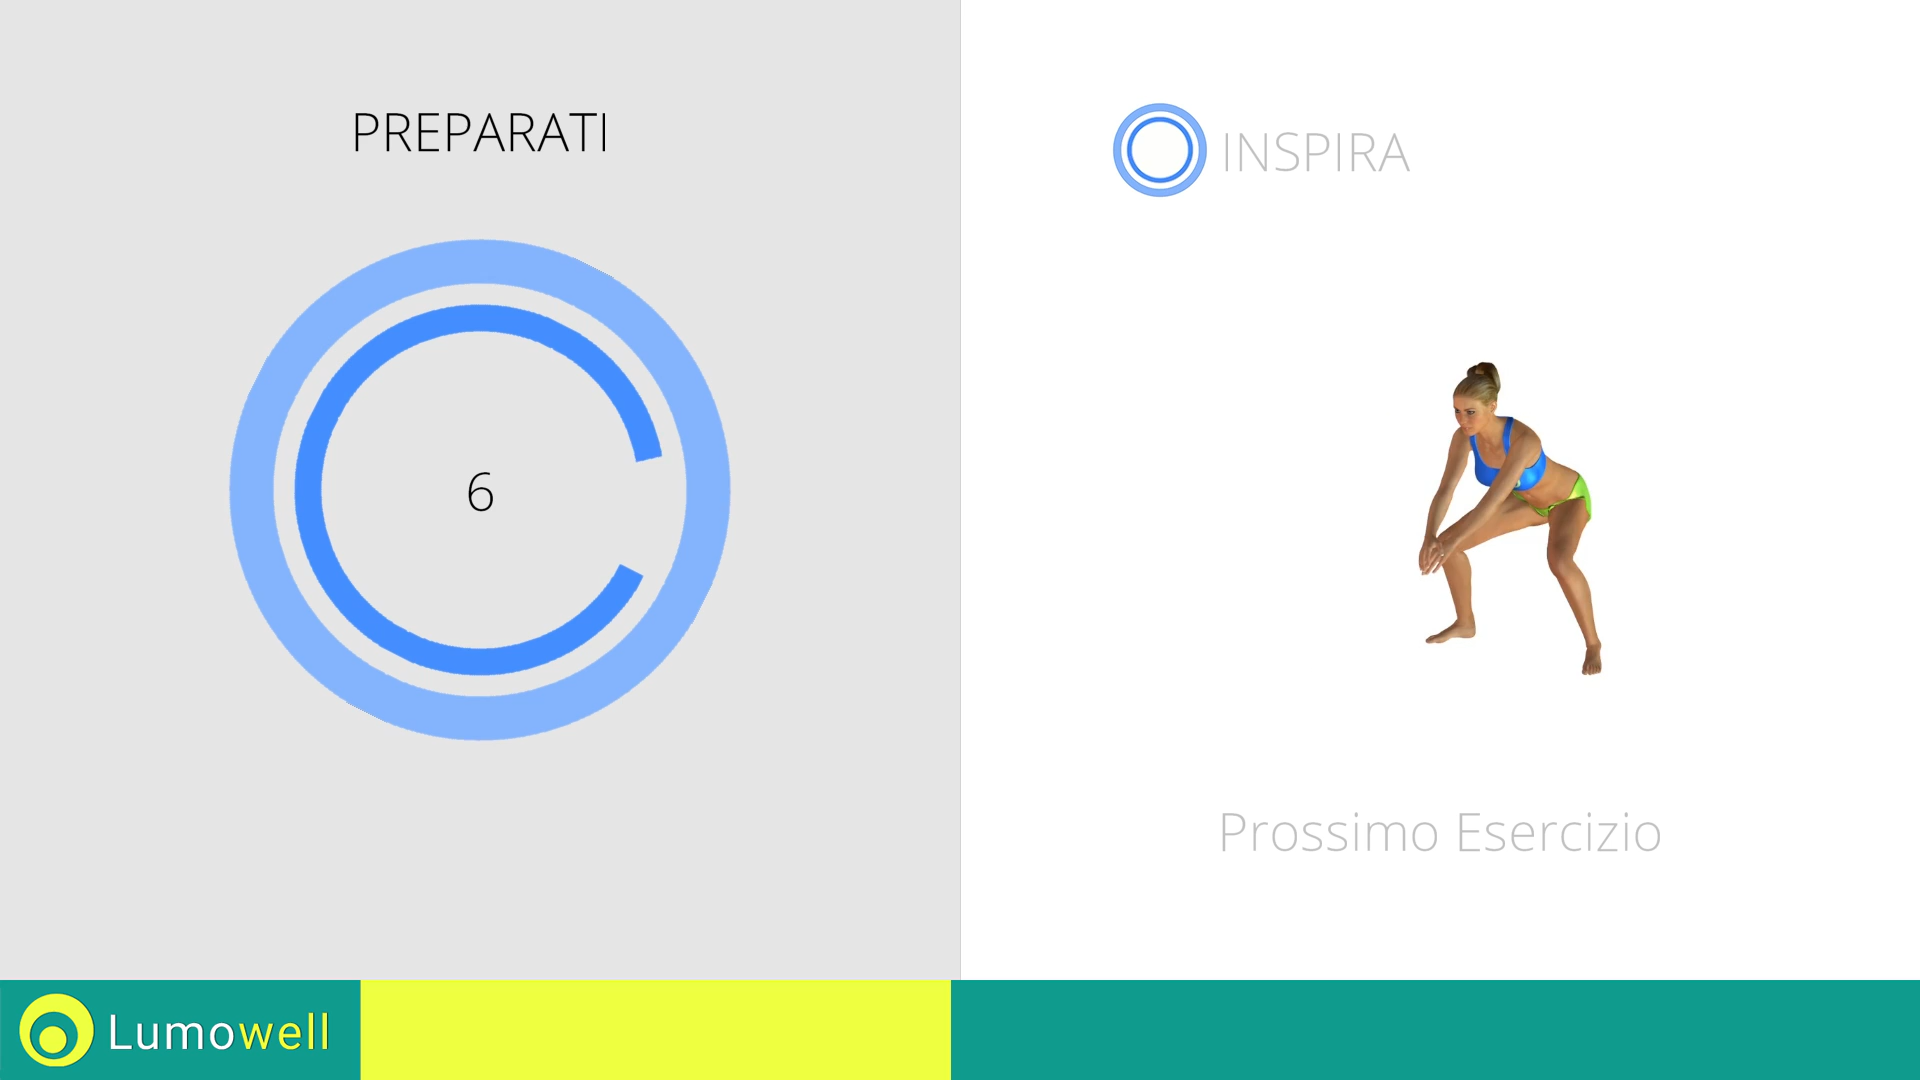 PREPARATI
6
INSPIRA
Prossimo Esercizio
Lumowell